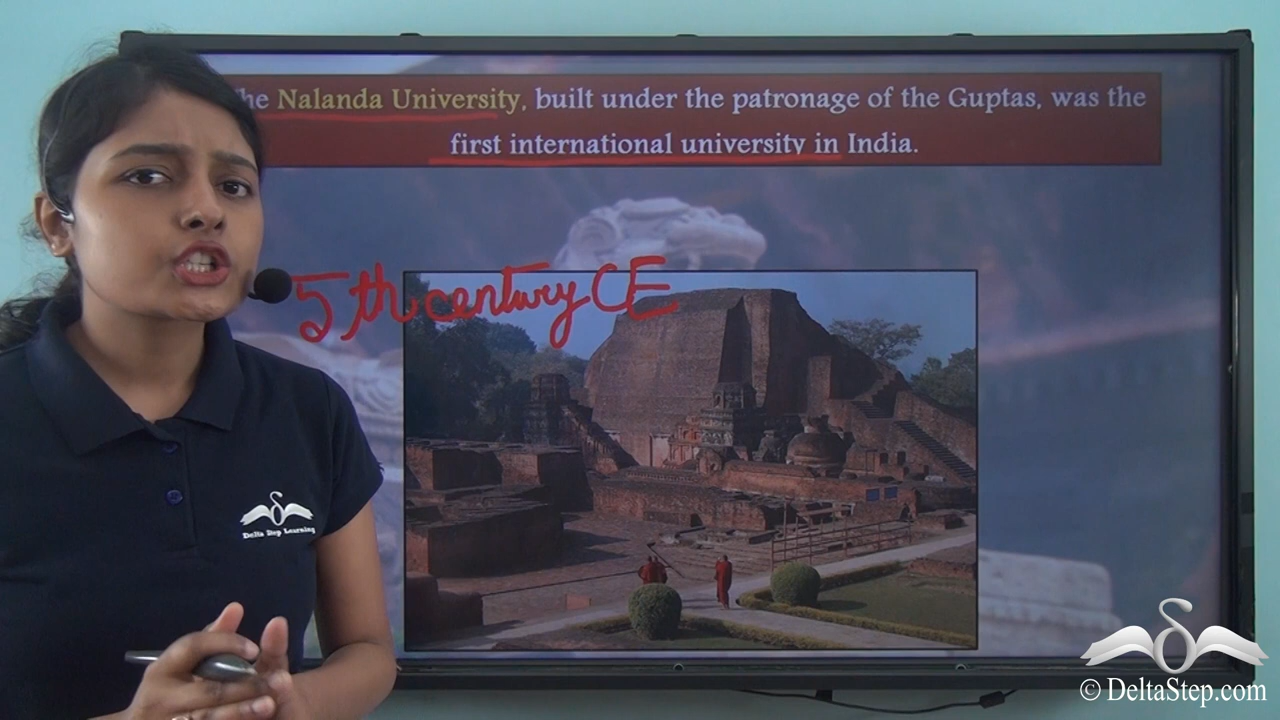 The Nalanda University, built under the patronage of the Guptas, was the
first international university in India.
5th century CE
Delta Step Learning
© DeltaStep.com